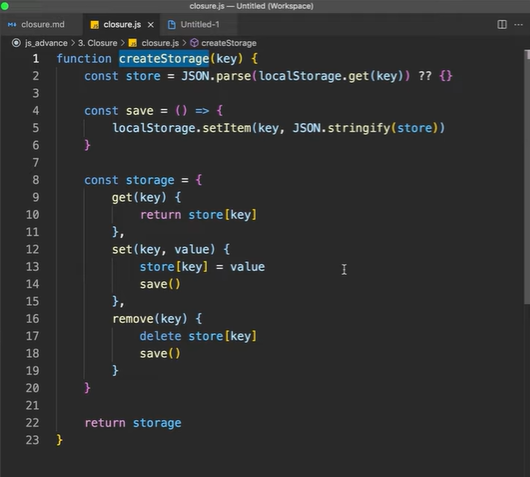 closure.js — Untitled (Workspace)
closure.md closure.js × Untitled-1
js_advance > 3. Closure > closure.js > createStorage
1 function createStorage(key) {
2 const store = JSON.parse(localStorage.get(key)) ?? {}
3
4 const save = () => {
5 localStorage.setItem(key, JSON.stringify(store))
6 }
7
8 const storage = {
9 get(key) {
10 return store[key]
11 },
12 set(key, value) {
13 store[key] = value
14 save()
15 },
16 remove(key) {
17 delete store[key]
18 save()
19 }
20 }
21
22 return storage
23 }